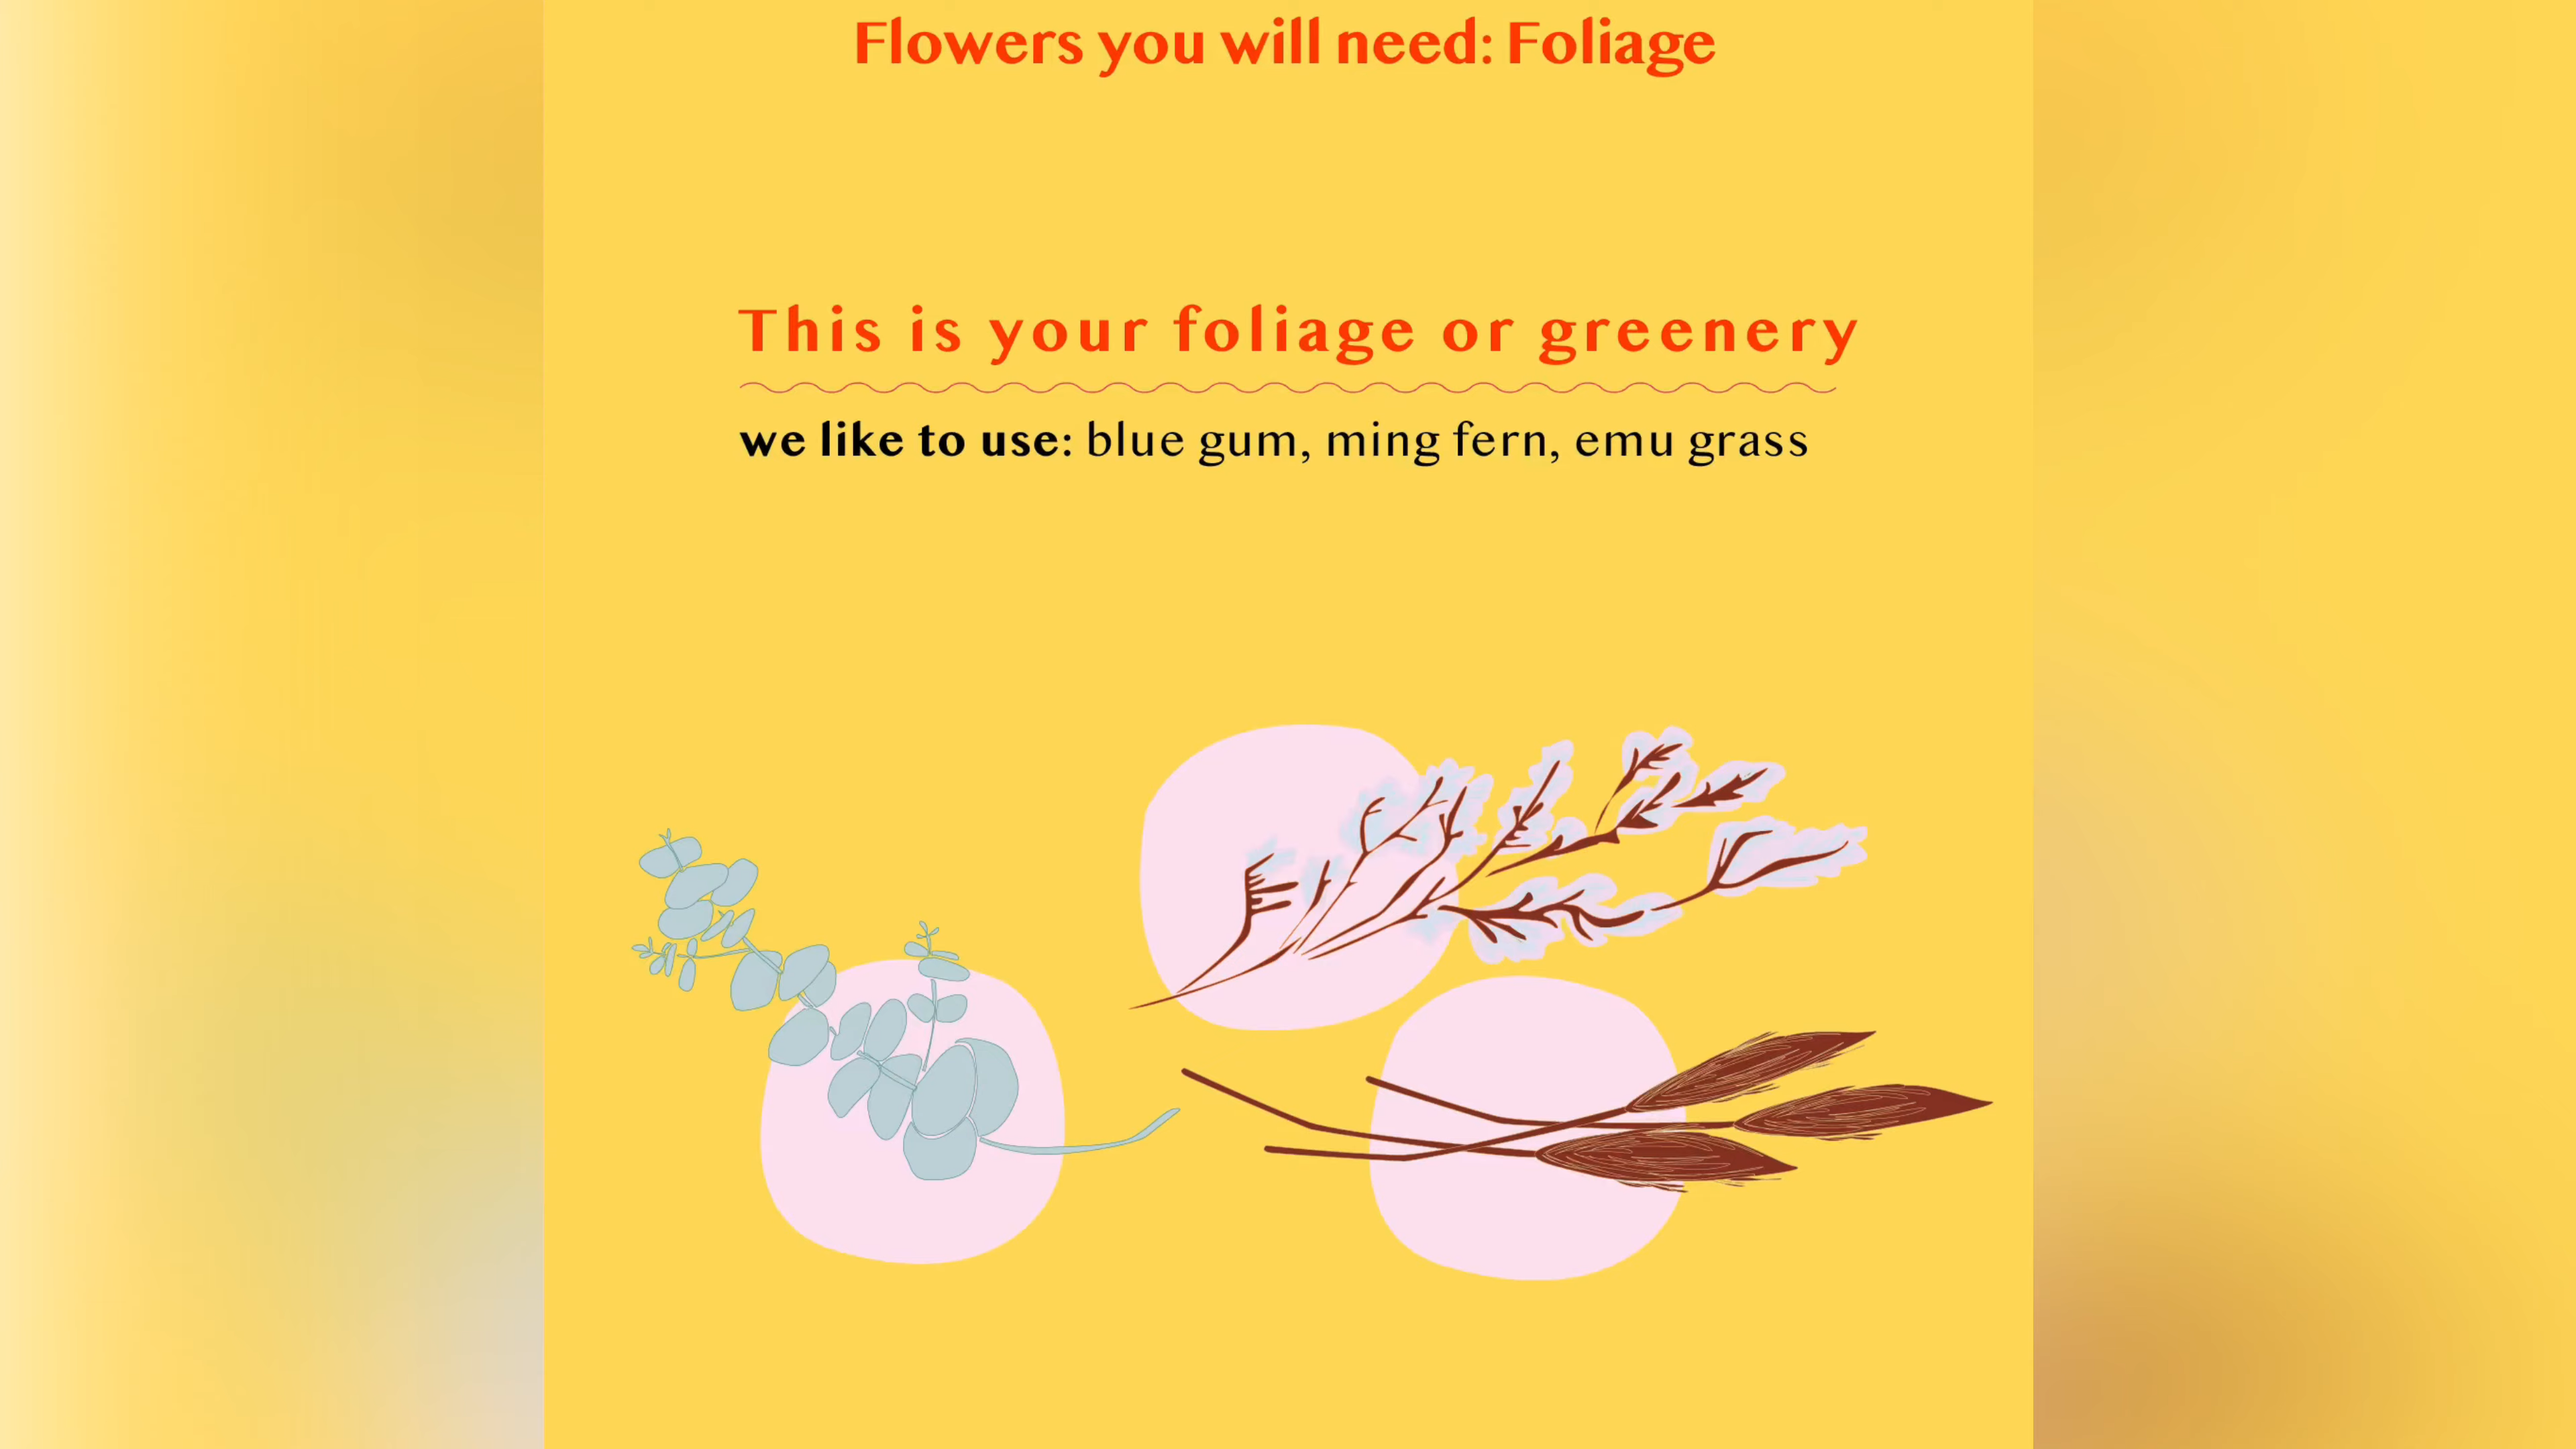 Flowers you will need: Foliage
This is your foliage or greenery
we like to use: blue gum, ming fern, emu grass